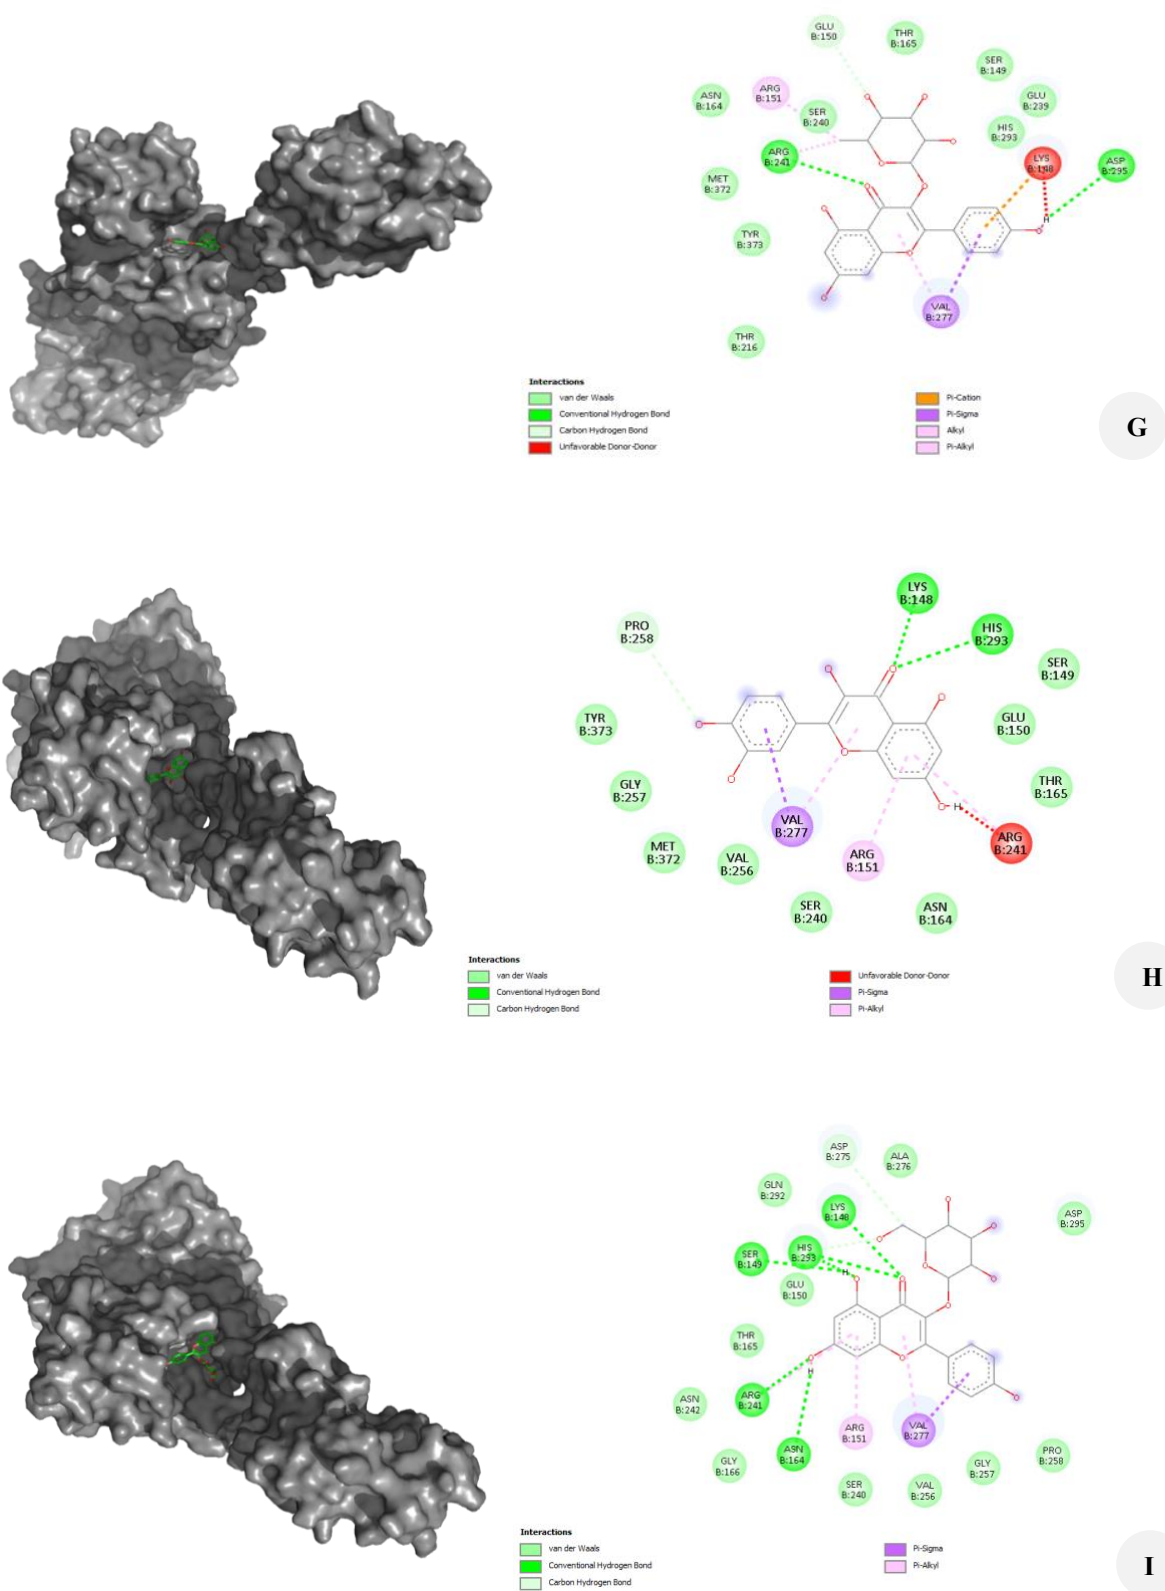 GLU
B:150
THR
B:165
SER
B:149
ASN
B:164
ARG
B:151
SER
B:240
GLU
B:239
HIS
B:293
ARG
B:241
LYS
B:148
ASP
B:295
MET
B:372
TYR
B:373
VAL
B:277
THR
B:216
H
Interactions
van der Waals
Conventional Hydrogen Bond
Carbon Hydrogen Bond
Unfavorable Donor-Donor
Pi-Cation
Pi-Sigma
Alkyl
Pi-Alkyl
G
LYS
B:148
PRO
B:258
HIS
B:293
SER
B:149
TYR
B:373
GLU
B:150
GLY
B:257
THR
B:165
H
VAL
B:277
MET
B:372
VAL
B:256
ARG
B:151
ARG
B:241
SER
B:240
ASN
B:164
Interactions
van der Waals
Conventional Hydrogen Bond
Carbon Hydrogen Bond
Unfavorable Donor-Donor
Pi-Sigma
Pi-Alkyl
H
ASP
B:275
ALA
B:276
GLN
B:292
LYS
B:148
ASP
B:295
SER
B:149
HIS
B:293
H
GLU
B:150
THR
B:165
H
ASN
B:242
ARG
B:241
ARG
B:151
VAL
B:277
GLY
B:166
ASN
B:164
SER
B:240
VAL
B:256
GLY
B:257
PRO
B:258
Interactions
van der Waals
Conventional Hydrogen Bond
Carbon Hydrogen Bond
Pi-Sigma
Pi-Alkyl
I